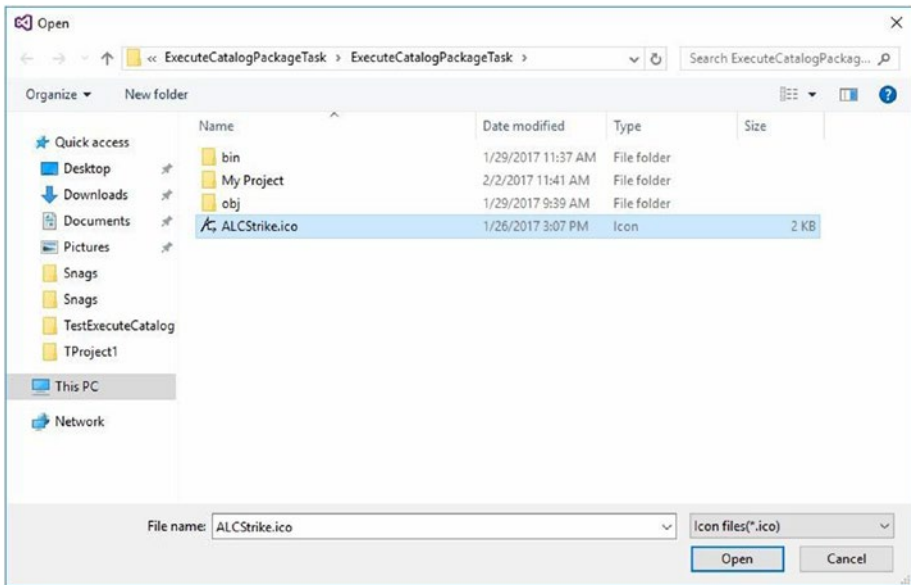 Open
« ExecuteCatalogPackageTask › ExecuteCatalogPackageTask ›
Search ExecuteCatalogPackag...
Organize
New folder
Name Date modified Type Size
Quick access
Desktop
Downloads
Documents
Pictures
Snags
Snags
TestExecuteCatalog
TProject1
This PC
Network
bin 1/29/2017 11:37 AM File folder
My Project 2/2/2017 11:41 AM File folder
obj 1/29/2017 9:39 AM File folder
ALCStrike.ico 1/26/2017 3:07 PM Icon 2 KB
File name: ALCStrike.ico
Icon files(*.ico)
Open Cancel